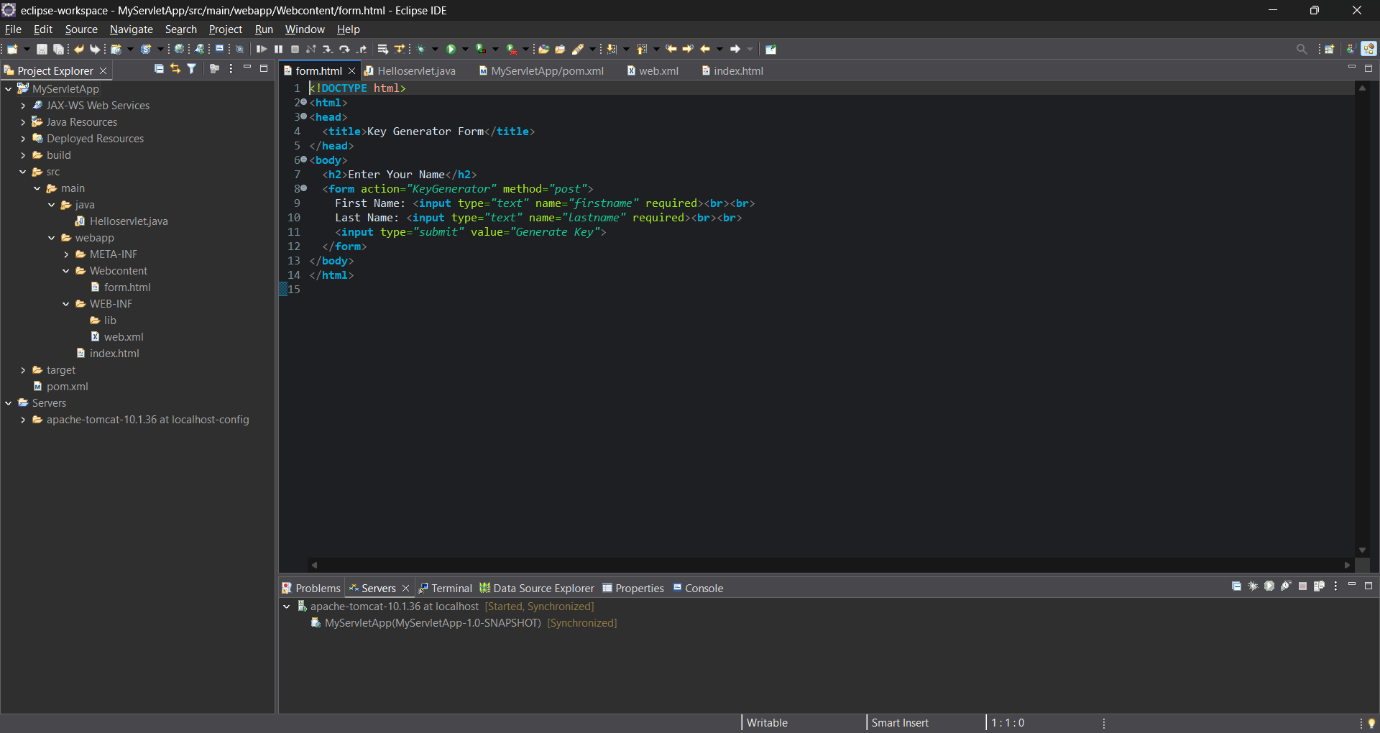 eclipse-workspace - MyServletApp/src/main/webapp/Webcontent/form.html - Eclipse IDE
File Edit Source Navigate Search Project Run Window Help
Project Explorer
MyServletApp
JAX-WS Web Services
Java Resources
Deployed Resources
build
src
main
java
Helloservlet.java
webapp
META-INF
Webcontent
form.html
WEB-INF
lib
web.xml
index.html
target
pom.xml
Servers
apache-tomcat-10.1.36 at localhost-config
form.html Helloservlet.java MyServletApp/pom.xml web.xml index.html
1 <!DOCTYPE html>
2 <html>
3 <head>
4 <title>Key Generator Form</title>
5 </head>
6 <body>
7 <h2>Enter Your Name</h2>
8 <form action="KeyGenerator" method="post">
9 First Name: <input type="text" name="firstname" required><br><br>
10 Last Name: <input type="text" name="lastname" required><br><br>
11 <input type="submit" value="Generate Key">
12 </form>
13 </body>
14 </html>
15
Problems Servers Terminal Data Source Explorer Properties Console
apache-tomcat-10.1.36 at localhost [Started, Synchronized]
MyServletApp(MyServletApp-1.0-SNAPSHOT) [Synchronized]
Writable Smart Insert 1 : 1 : 0